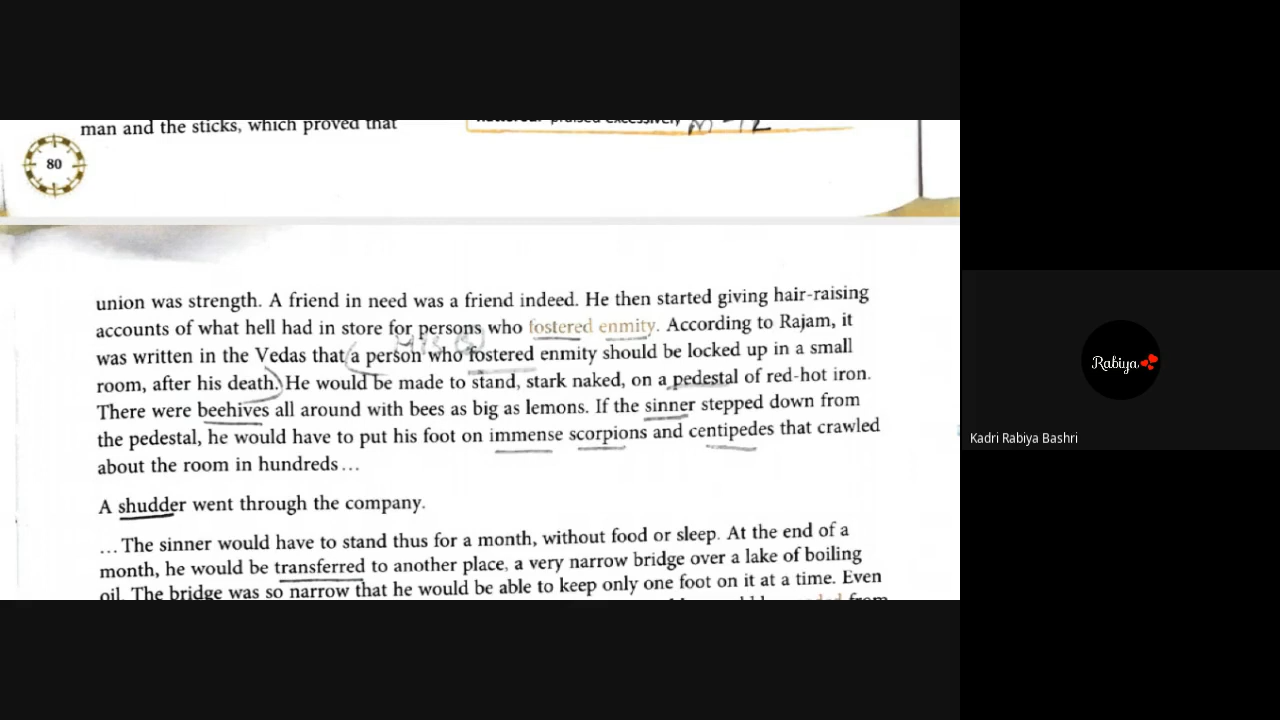 man and the sticks, which proved that
80
union was strength. A friend in need was a friend indeed. He then started giving hair-raising
accounts of what hell had in store for persons who fostered enmity. According to Rajam, it
was written in the Vedas that a person who fostered enmity should be locked up in a small
room, after his death. He would be made to stand, stark naked, on a pedestal of red-hot iron.
There were beehives all around with bees as big as lemons. If the sinner stepped down from
the pedestal, he would have to put his foot on immense scorpions and centipedes that crawled
about the room in hundreds...
A shudder went through the company.
...The sinner would have to stand thus for a month, without food or sleep. At the end of a
month, he would be transferred to another place, a very narrow bridge over a lake of boiling
oil. The bridge was so narrow that he would be able to keep only one foot on it at a time. Even
from
Rabiya
Kadri Rabiya Bashri